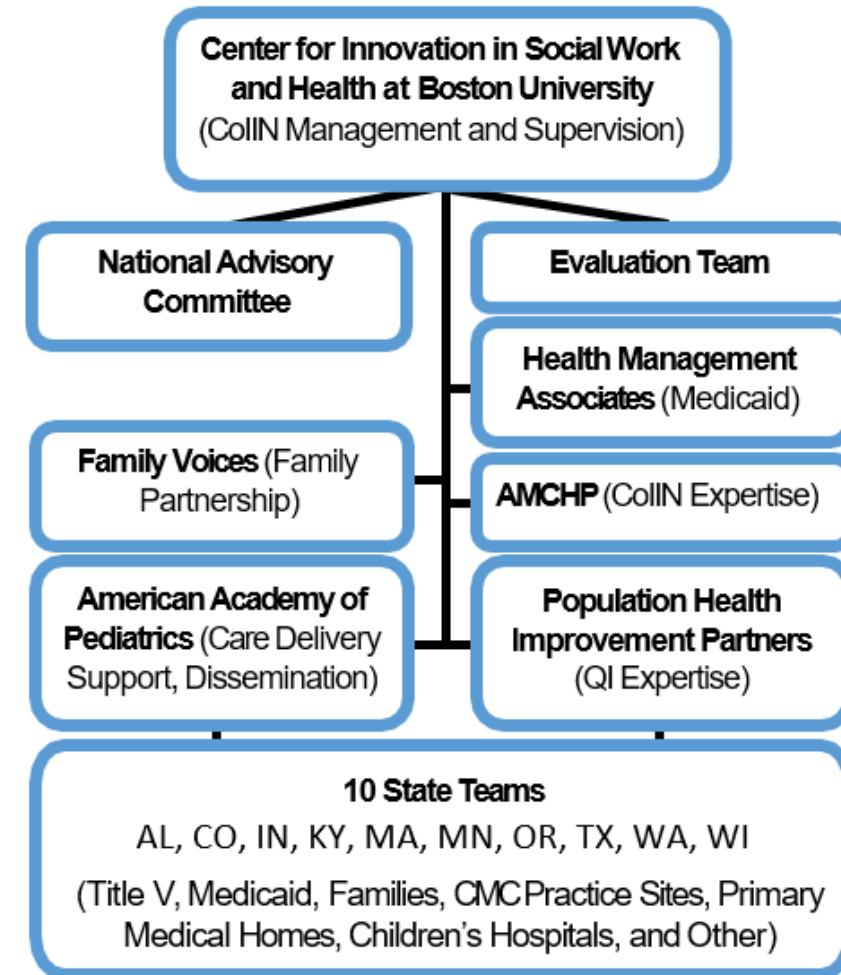 Center for Innovation in Social Work
and Health at Boston University
(CoIIN Management and Supervision)
National Advisory
Committee
Evaluation Team
Health Management
Associates (Medicaid)
Family Voices (Family
Partnership)
AMCHP (CoIIN Expertise)
American Academy of
Pediatrics (Care Delivery
Support, Dissemination)
Population Health
Improvement Partners
(QI Expertise)
10 State Teams
AL, CO, IN, KY, MA, MN, OR, TX, WA, WI
(Title V, Medicaid, Families, CMC Practice Sites, Primary
Medical Homes, Children's Hospitals, and Other)